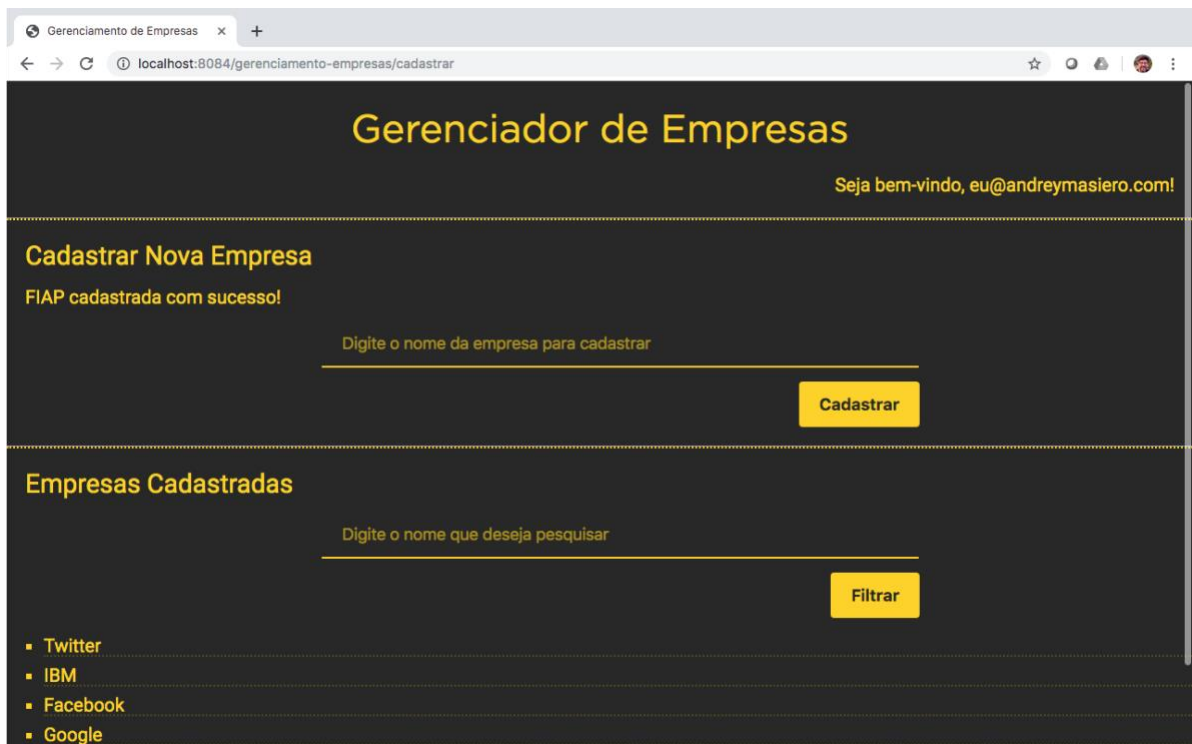 Gerenciamento de Empresas
localhost:8084/gerenciamento-empresas/cadastrar
Gerenciador de Empresas
Seja bem-vindo, eu@andreymasiero.com!
Cadastrar Nova Empresa
FIAP cadastrada com sucesso!
Digite o nome da empresa para cadastrar
Cadastrar
Empresas Cadastradas
Digite o nome que deseja pesquisar
Filtrar
Twitter
IBM
Facebook
Google